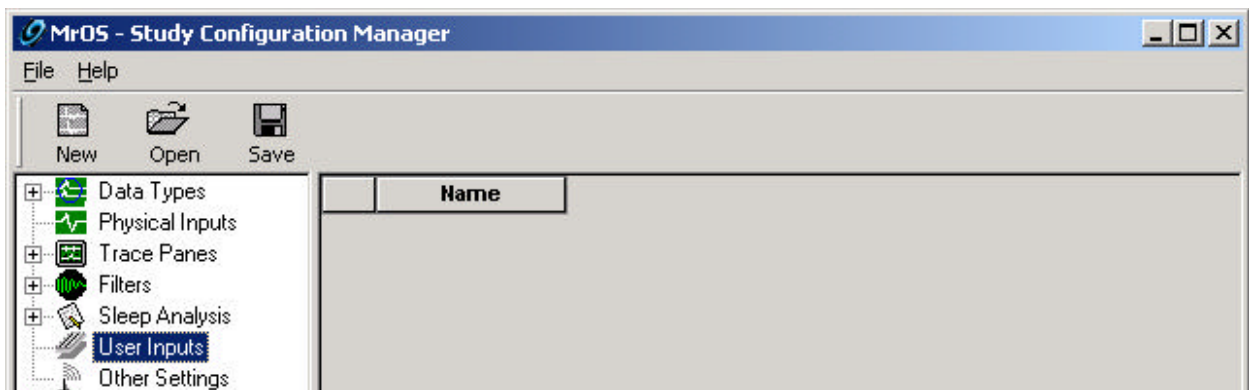 MrOS - Study Configuration Manager
File Help
New Open Save
Data Types
Name
Physical Inputs
Trace Panes
Filters
Sleep Analysis
User Inputs
Other Settings